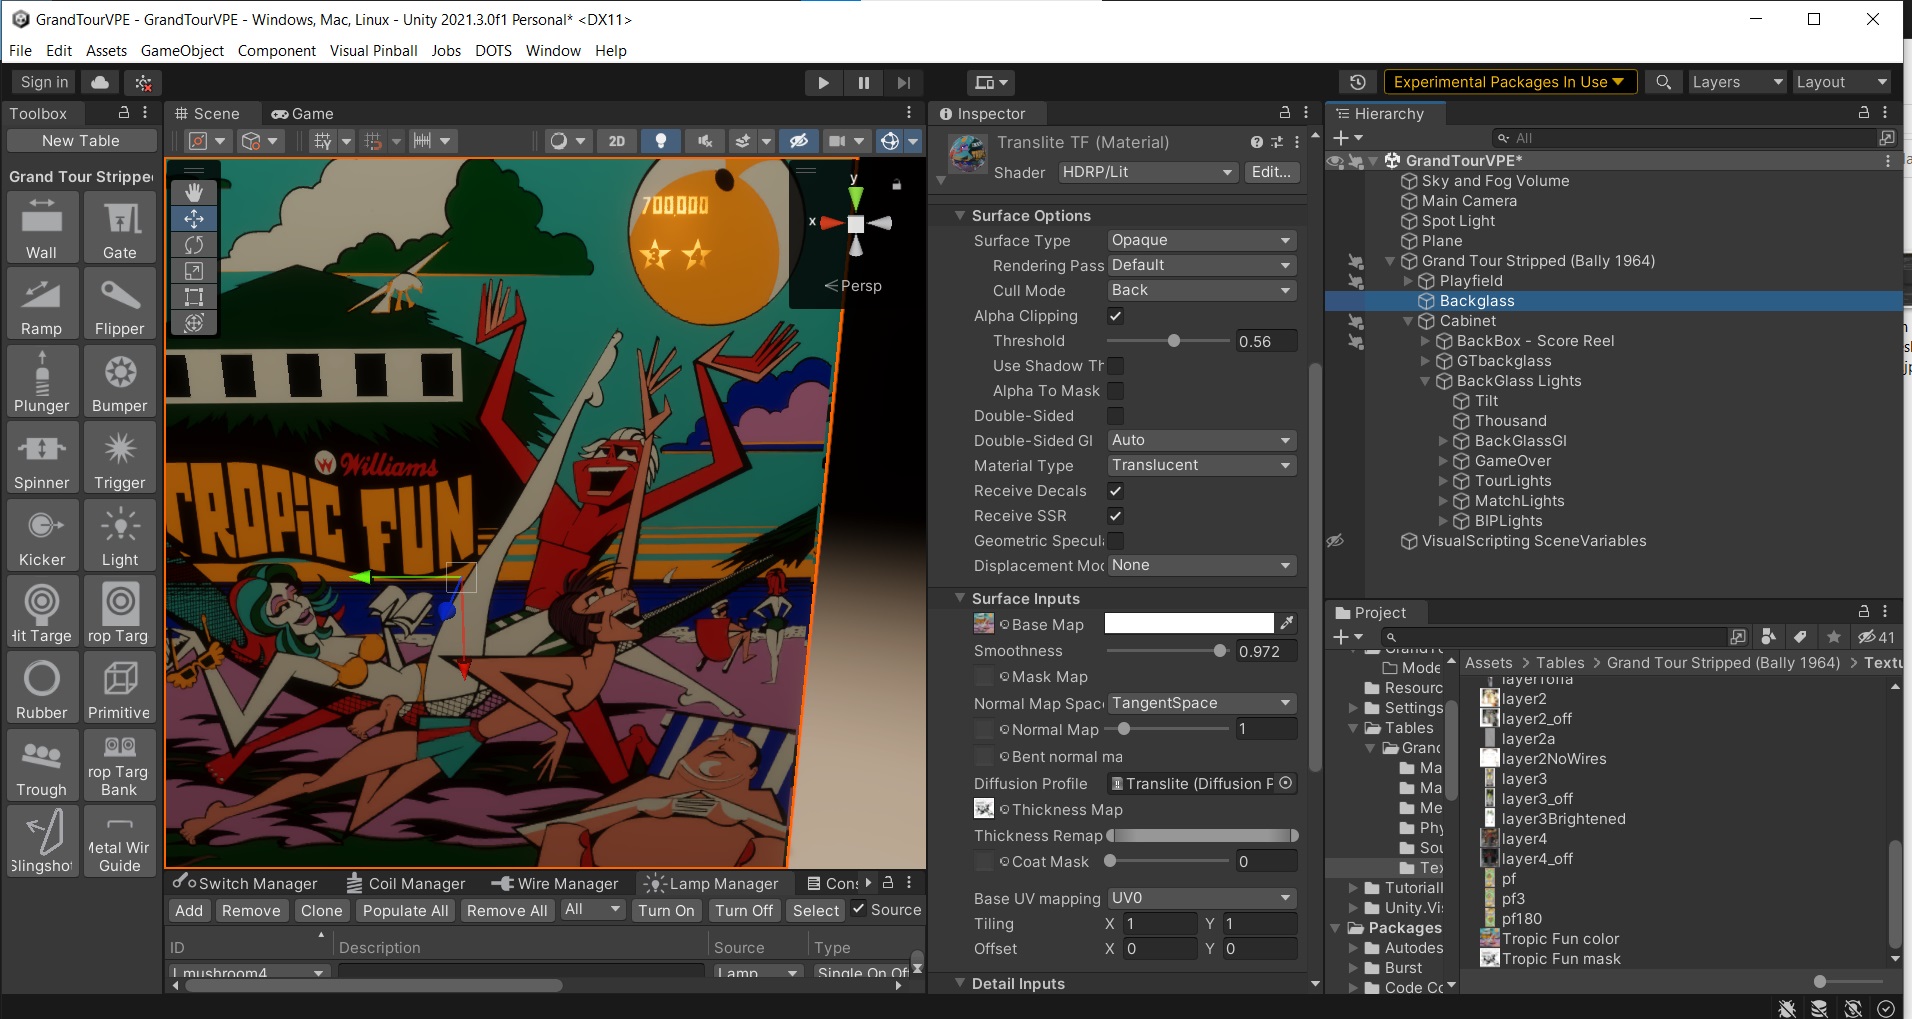 GrandTourVPE - GrandTourVPE - Windows, Mac, Linux - Unity 2021.3.0f1 Personal* <DX11>
File Edit Assets GameObject Component Visual Pinball Jobs DOTS Window Help
Sign in
Experimental Packages In Use
Layers
Layout
Toolbox
New Table
Grand Tour Strippe
Wall
Gate
Ramp
Flipper
Plunger
Bumper
Spinner
Trigger
Kicker
Light
Hit Targe
rop Targ
Rubber
Primitive
Trough
rop Targ
Bank
Slingshot
Metal Wir
Guide
Scene
Game
2D
700,000
3 4
y
x
Persp
Williams
TROPIC FUN
Switch Manager
Coil Manager
Wire Manager
Lamp Manager
Cons
Add
Remove
Clone
Populate All
Remove All
All
Turn On
Turn Off
Select
Source
ID
Description
Source
Type
l_mushroom4
Lamp
Single On Off
Inspector
Translite TF (Material)
Shader
HDRP/Lit
Edit...
Surface Options
Surface Type
Opaque
Rendering Pass
Default
Cull Mode
Back
Alpha Clipping
Threshold
0.56
Use Shadow Th
Alpha To Mask
Double-Sided
Double-Sided GI
Auto
Material Type
Translucent
Receive Decals
Receive SSR
Geometric Specula
Displacement Mod
None
Surface Inputs
Base Map
Smoothness
0.972
Mask Map
Normal Map Space
TangentSpace
Normal Map
1
Bent normal ma
Diffusion Profile
Translite (Diffusion P
Thickness Map
Thickness Remap
Coat Mask
0
Base UV mapping
UV0
Tiling
X 1
Y 1
Offset
X 0
Y 0
Detail Inputs
Hierarchy
All
GrandTourVPE*
Sky and Fog Volume
Main Camera
Spot Light
Plane
Grand Tour Stripped (Bally 1964)
Playfield
Backglass
Cabinet
BackBox - Score Reel
GTbackglass
BackGlass Lights
Tilt
Thousand
BackGlassGI
GameOver
TourLights
MatchLights
BIPLights
VisualScripting SceneVariables
Project
41
Mode
Resourc
Settings
Tables
Granc
Ma
Ma
Me
Phy
Sou
Tex
Tutoriall
Unity.Vis
Packages
Autodes
Burst
Code Co
Assets > Tables > Grand Tour Stripped (Bally 1964) > Textu
layer2
layer2_off
layer2a
layer2NoWires
layer3
layer3_off
layer3Brightened
layer4
layer4_off
pf
pf3
pf180
Tropic Fun color
Tropic Fun mask